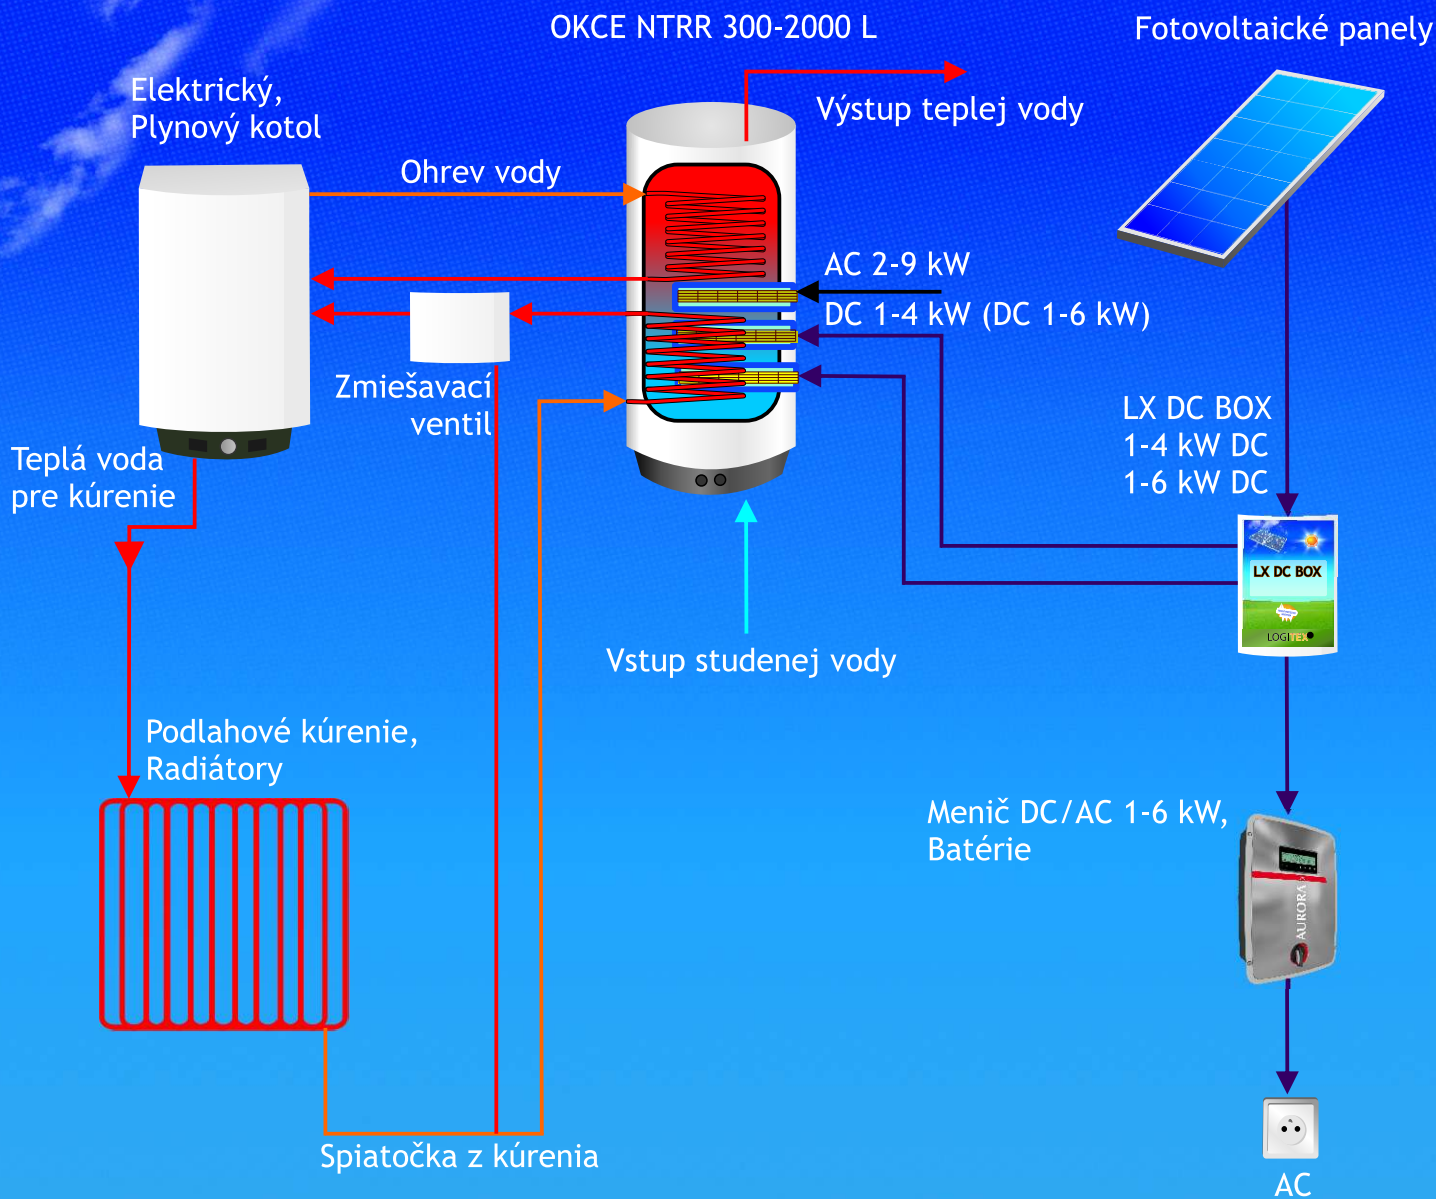 OKCE NTRR 300-2000 L
Fotovoltaické panely
Elektrický,
Plynový kotol
Výstup teplej vody
Ohrev vody
AC 2-9 kW
DC 1-4 kW (DC 1-6 kW)
Zmiešavací
ventil
LX DC BOX
1-4 kW DC
1-6 kW DC
Teplá voda
pre kúrenie
LX DC BOX
LOGITEX
Vstup studenej vody
Podlahové kúrenie,
Radiátory
Menič DC/AC 1-6 kW,
Batérie
AURORA
Spiatočka z kúrenia
AC